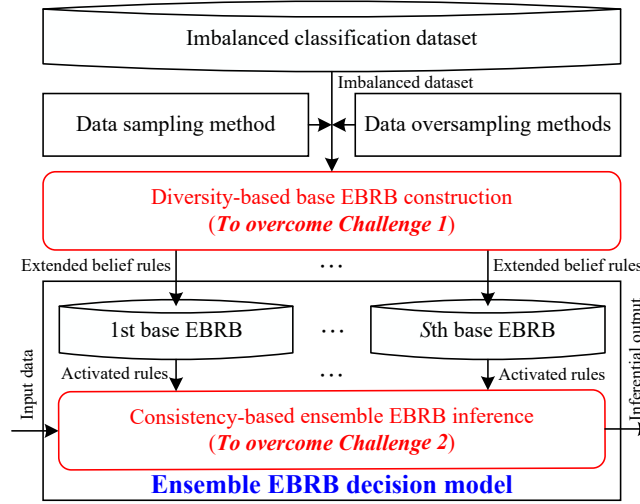 Imbalanced classification dataset
Imbalanced dataset
Data sampling method
Data oversampling methods
Diversity-based base EBRB construction
(To overcome Challenge 1)
Extended belief rules
...
Extended belief rules
1st base EBRB
...
Sth base EBRB
Activated rules
...
Activated rules
Input data
Consistency-based ensemble EBRB inference
(To overcome Challenge 2)
Inferential output
Ensemble EBRB decision model